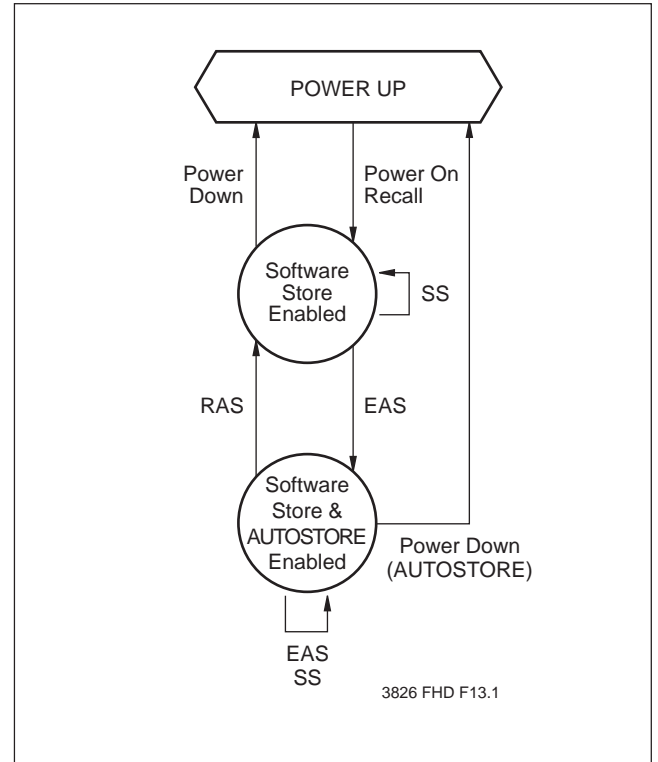 POWER UP
Power
Down
Power On
Recall
Software
Store
Enabled
SS
RAS
EAS
Software
Store &
AUTOSTORE
Enabled
Power Down
(AUTOSTORE)
EAS
SS
3826 FHD F13.1